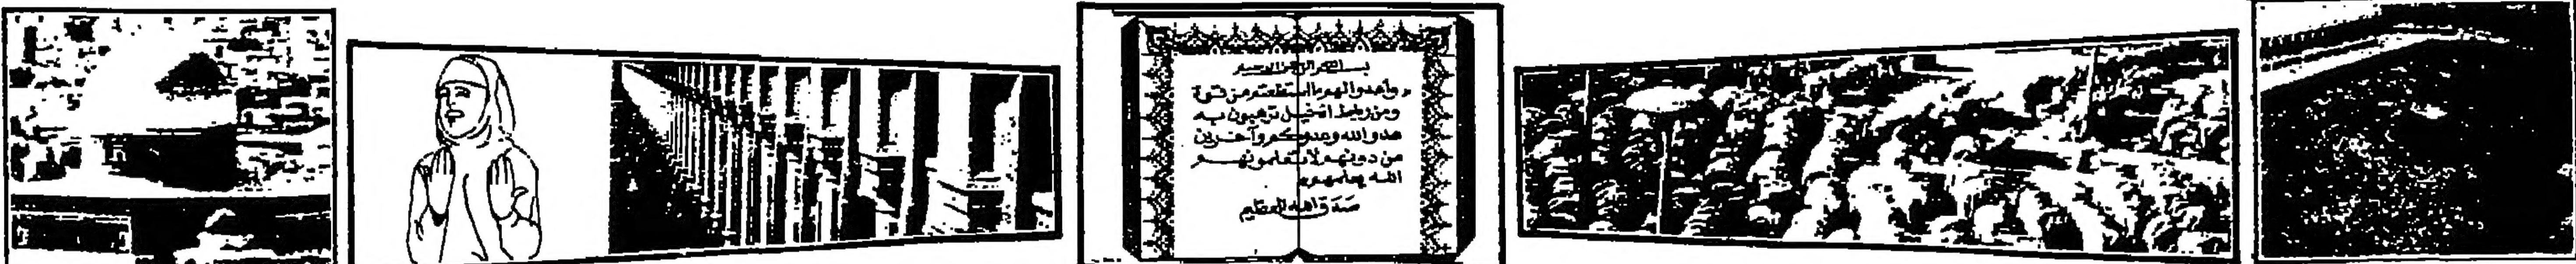 بسم الله الرحمن الرحيم
وأعدوا لهم ما استطعتم من قوة
ومن رباط الخيل ترهبون به
عدو الله وعدوكم وآخرين
من دونهم لا تعلمونهم
الله يعلمهم
صدق الله العظيم